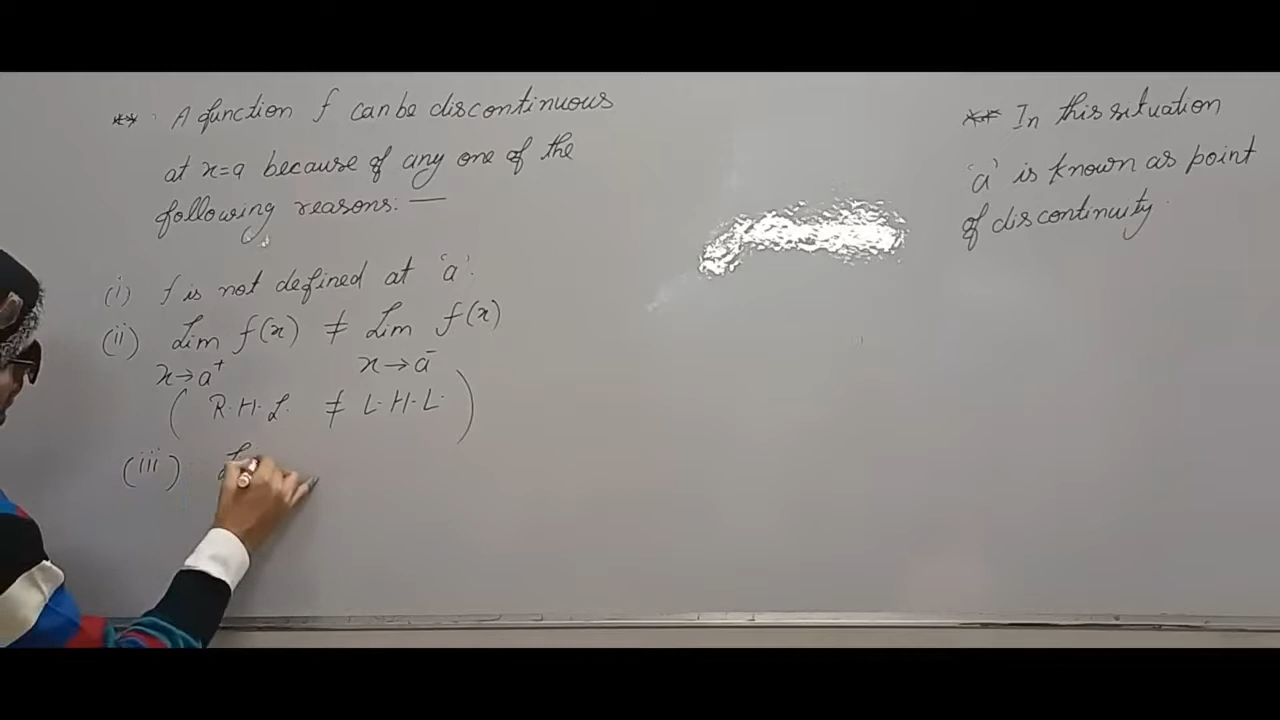 ** A function f can be discontinuous
at x=a because of any one of the
following reasons: —
(i) f is not defined at 'a'.
(ii) Lim f(x) ≠ Lim f(x)
x→a⁺ x→a⁻
( R.H.L. ≠ L.H.L. )
(iii)
** In this situation
'a' is known as point
of discontinuity.